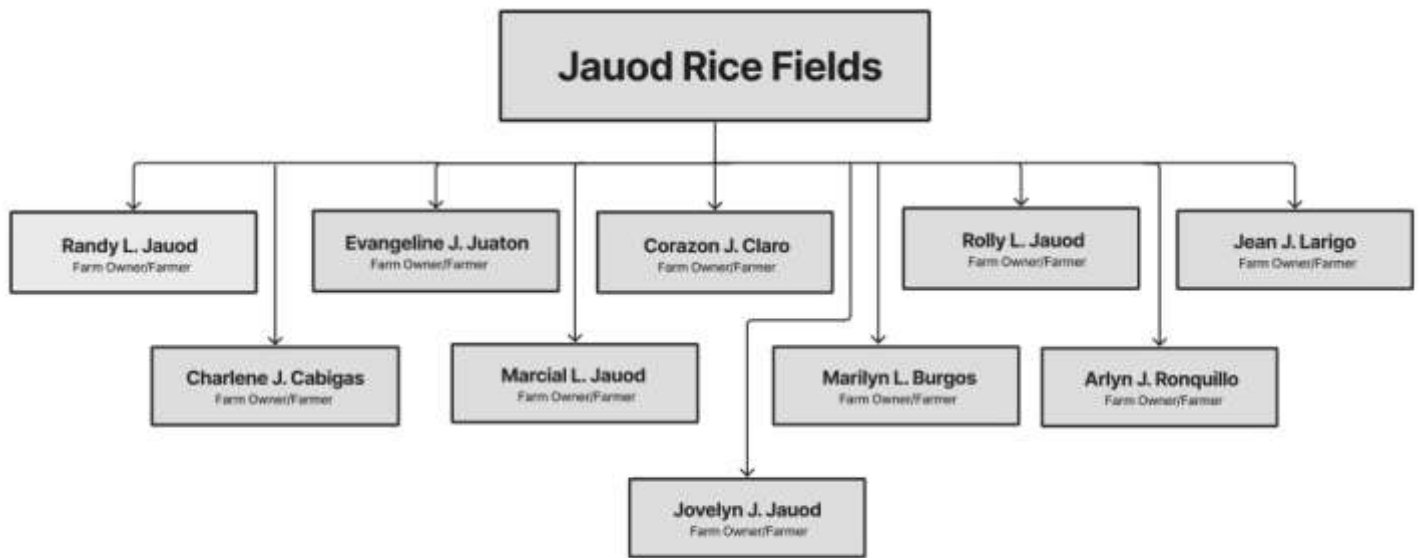 Jauod Rice Fields
Randy L. Jauod
Farm Owner/Farmer
Evangeline J. Juaton
Farm Owner/Farmer
Corazon J. Claro
Farm Owner/Farmer
Rolly L. Jauod
Farm Owner/Farmer
Jean J. Larigo
Farm Owner/Farmer
Charlene J. Cabigas
Farm Owner/Farmer
Marcial L. Jauod
Farm Owner/Farmer
Marilyn L. Burgos
Farm Owner/Farmer
Arlyn J. Ronquillo
Farm Owner/Farmer
Jovelyn J. Jauod
Farm Owner/Farmer